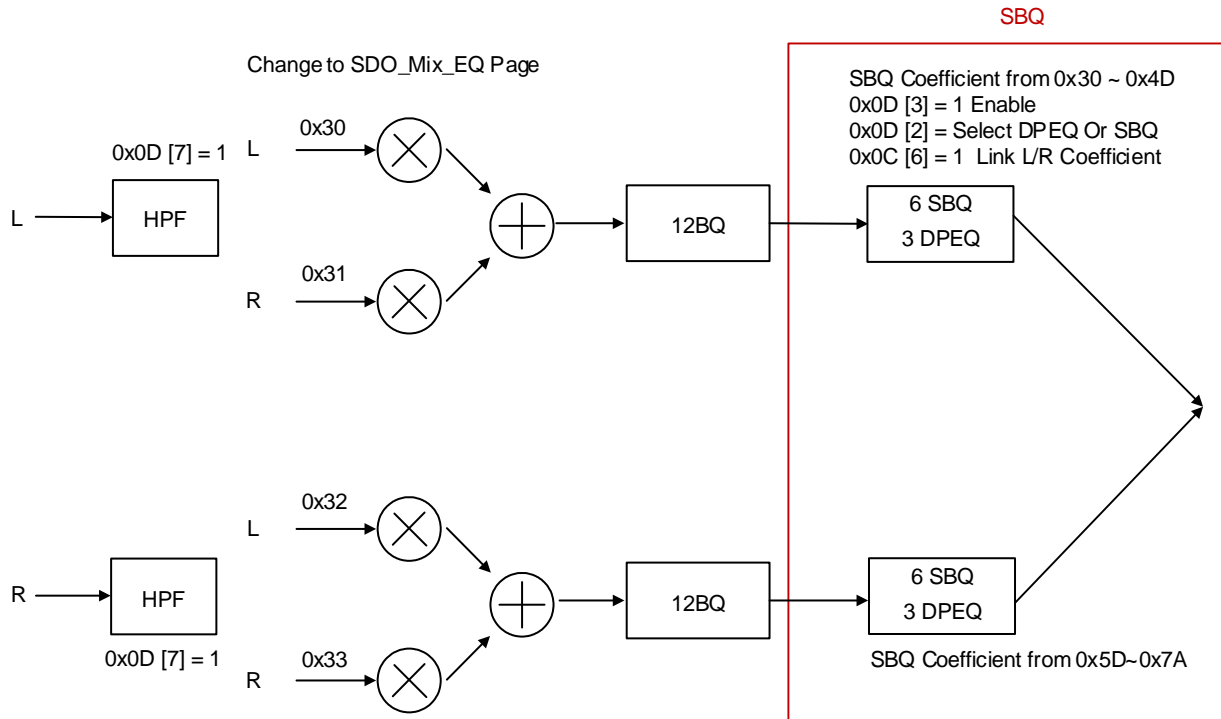 SBQ
Change to SDO_Mix_EQ Page
SBQ Coefficient from 0x30 ~ 0x4D
0x0D [3] = 1 Enable
0x0D [2] = Select DPEQ Or SBQ
0x0C [6] = 1 Link L/R Coefficient
0x0D [7] = 1
L
0x30
L
HPF
6 SBQ
3 DPEQ
12BQ
R
0x31
L
0x32
R
HPF
12BQ
6 SBQ
3 DPEQ
0x0D [7] = 1
R
0x33
SBQ Coefficient from 0x5D~0x7A